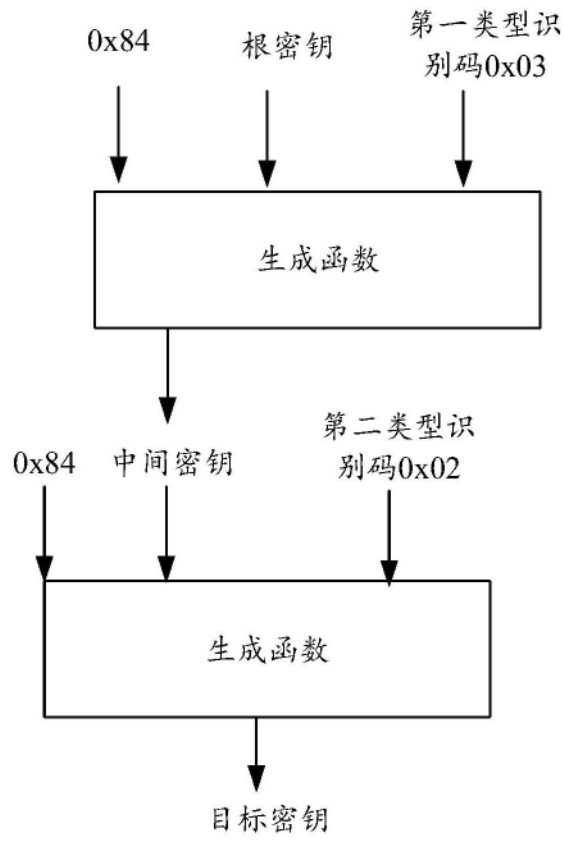 0x84
根密钥
第一类型识
别码0x03
生成函数
0x84
中间密钥
第二类型识
别码0x02
生成函数
目标密钥